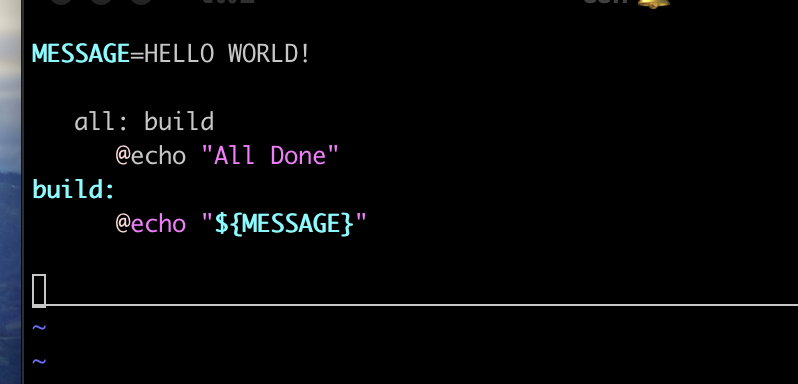 MESSAGE=HELLO WORLD!
all: build
@echo "All Done"
build:
@echo "${MESSAGE}"
~
~